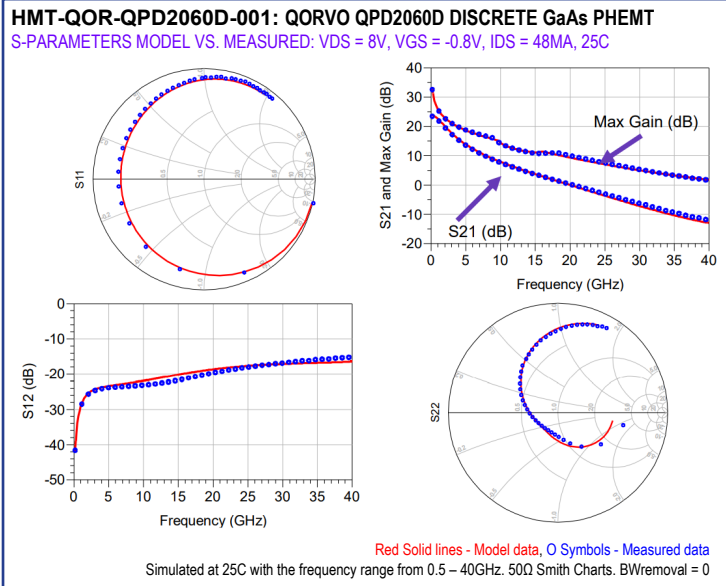 HMT-QOR-QPD2060D-001: QORVO QPD2060D DISCRETE GaAs PHEMT
S-PARAMETERS MODEL VS. MEASURED: VDS = 8V, VGS = -0.8V, IDS = 48MA, 25C
S11
S21 and Max Gain (dB)
40
30
20
10
0
-10
-20
Max Gain (dB)
S21 (dB)
0 5 10 15 20 25 30 35 40
Frequency (GHz)
S12 (dB)
0
-10
-20
-30
-40
-50
0 5 10 15 20 25 30 35 40
Frequency (GHz)
S22
Red Solid lines - Model data, O Symbols - Measured data
Simulated at 25C with the frequency range from 0.5 – 40GHz. 50Ω Smith Charts. BWremoval = 0